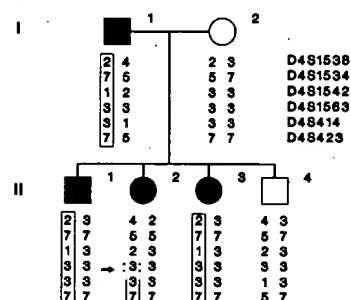 I 1 2
2 4 2 3 D4S1538
7 5 5 7 D4S1534
1 2 3 3 D4S1542
3 3 3 3 D4S1563
3 1 3 3 D4S414
7 5 7 7 D4S423
II 1 2 3 4
2 3 4 2 2 3 4 3
7 7 5 5 7 7 5 7
1 3 2 3 1 3 2 3
3 3 → :3: 3 3 3 3 3
3 3 3 3 3 1 3
7 7 7 7 7 5 7